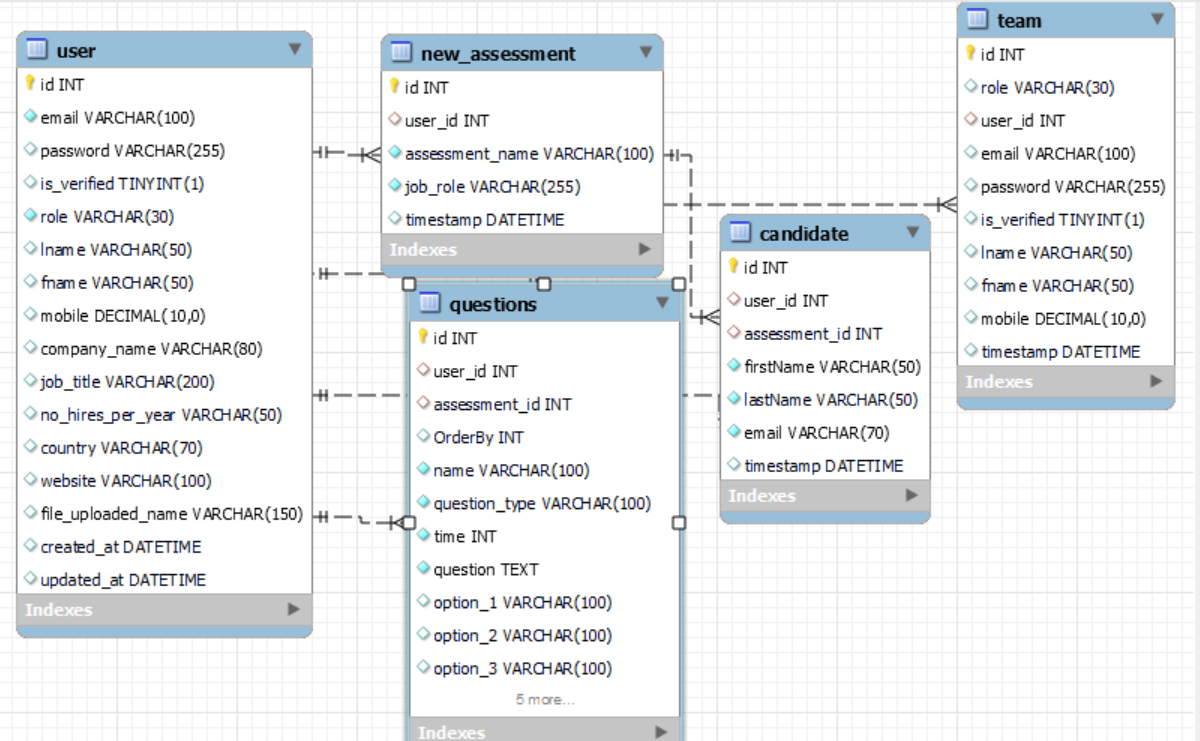 user
id INT
email VARCHAR(100)
password VARCHAR(255)
is_verified TINYINT(1)
role VARCHAR(30)
lname VARCHAR(50)
fname VARCHAR(50)
mobile DECIMAL(10,0)
company_name VARCHAR(80)
job_title VARCHAR(200)
no_hires_per_year VARCHAR(50)
country VARCHAR(70)
website VARCHAR(100)
file_uploaded_name VARCHAR(150)
created_at DATETIME
updated_at DATETIME
Indexes
new_assessment
id INT
user_id INT
assessment_name VARCHAR(100)
job_role VARCHAR(255)
timestamp DATETIME
Indexes
questions
id INT
user_id INT
assessment_id INT
OrderBy INT
name VARCHAR(100)
question_type VARCHAR(100)
time INT
question TEXT
option_1 VARCHAR(100)
option_2 VARCHAR(100)
option_3 VARCHAR(100)
5 more...
Indexes
candidate
id INT
user_id INT
assessment_id INT
firstName VARCHAR(50)
lastName VARCHAR(50)
email VARCHAR(70)
timestamp DATETIME
Indexes
team
id INT
role VARCHAR(30)
user_id INT
email VARCHAR(100)
password VARCHAR(255)
is_verified TINYINT(1)
lname VARCHAR(50)
fname VARCHAR(50)
mobile DECIMAL(10,0)
timestamp DATETIME
Indexes